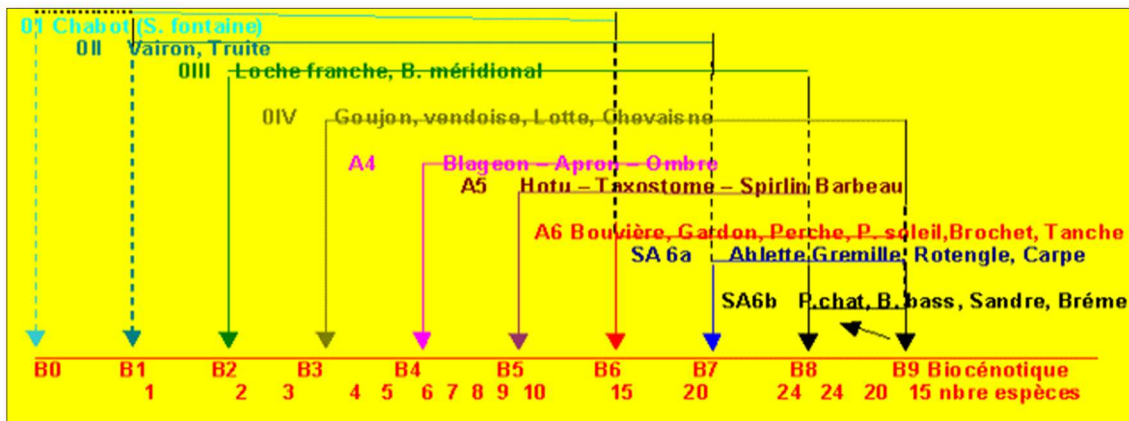 01 Chabot (S. fontaine)
0II Vairon, Truite
0III Loche franche, B. méridional
0IV Goujon, vendoise, Lotte, Chevaisne
A4 Blageon – Apron – Ombre
A5 Hotu – Taxostome – Spirlin Barbeau
A6 Bouvière, Gardon, Perche, P. soleil,Brochet, Tanche
SA 6a Ablette Gremille, Rotengle, Carpe
SA6b P.chat, B. bass, Sandre, Bréme
B0 B1 B2 B3 B4 B5 B6 B7 B8 B9 Biocénotique
1 2 3 4 5 6 7 8 9 10 15 20 24 24 20 15 nbre espèces